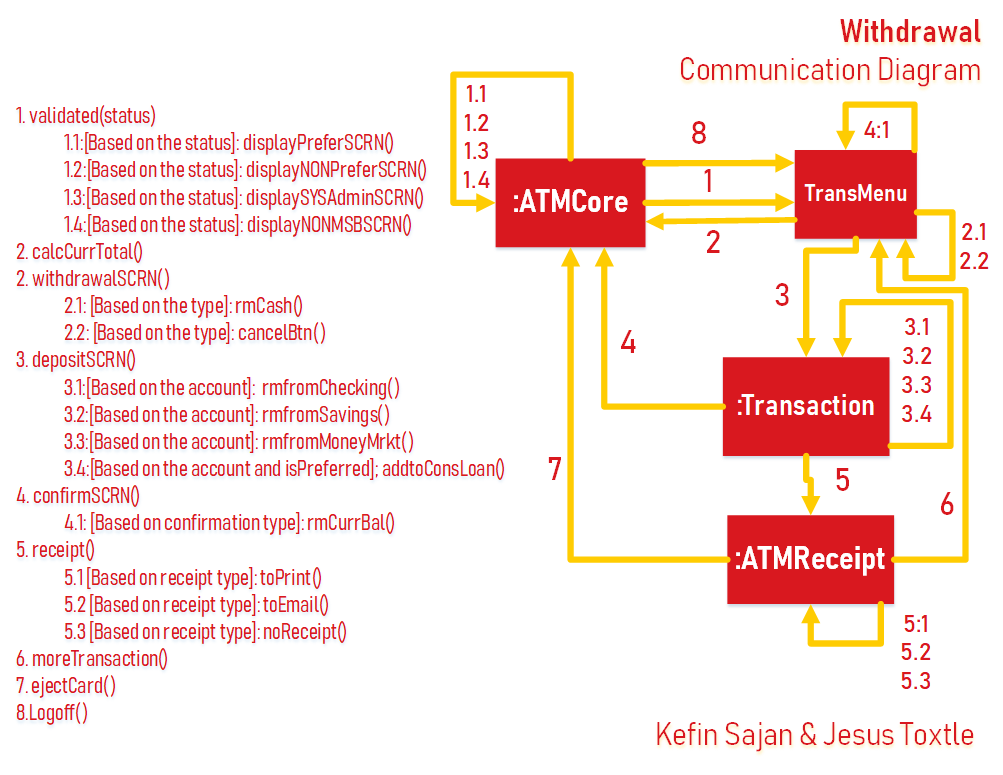 Withdrawal
Communication Diagram
1. validated(status)
1.1:[Based on the status]: displayPreferSCRN()
1.2:[Based on the status]: displayNONPreferSCRN()
1.3:[Based on the status]: displaySYSAdminSCRN()
1.4:[Based on the status]: displayNONMSBSCRN()
2. calcCurrTotal()
2. withdrawalSCRN()
2.1: [Based on the type]: rmCash()
2.2: [Based on the type]: cancelBtn()
3. depositSCRN()
3.1:[Based on the account]: rmfromChecking()
3.2:[Based on the account]: rmfromSavings()
3.3:[Based on the account]: rmfromMoneyMrkt()
3.4:[Based on the account and isPreferred]; addtoConsLoan()
4. confirmSCRN()
4.1: [Based on confirmation type]: rmCurrBal()
5. receipt()
5.1 [Based on receipt type]: toPrint()
5.2 [Based on receipt type]: toEmail()
5.3 [Based on receipt type]: noReceipt()
6. moreTransaction()
7. ejectCard()
8.Logoff()
1.1
1.2
1.3
1.4
:ATMCore
8
1
2
4:1
TransMenu
2.1
2.2
3
4
3.1
3.2
3.3
3.4
:Transaction
5
6
7
:ATMReceipt
5:1
5.2
5.3
Kefin Sajan & Jesus Toxtle